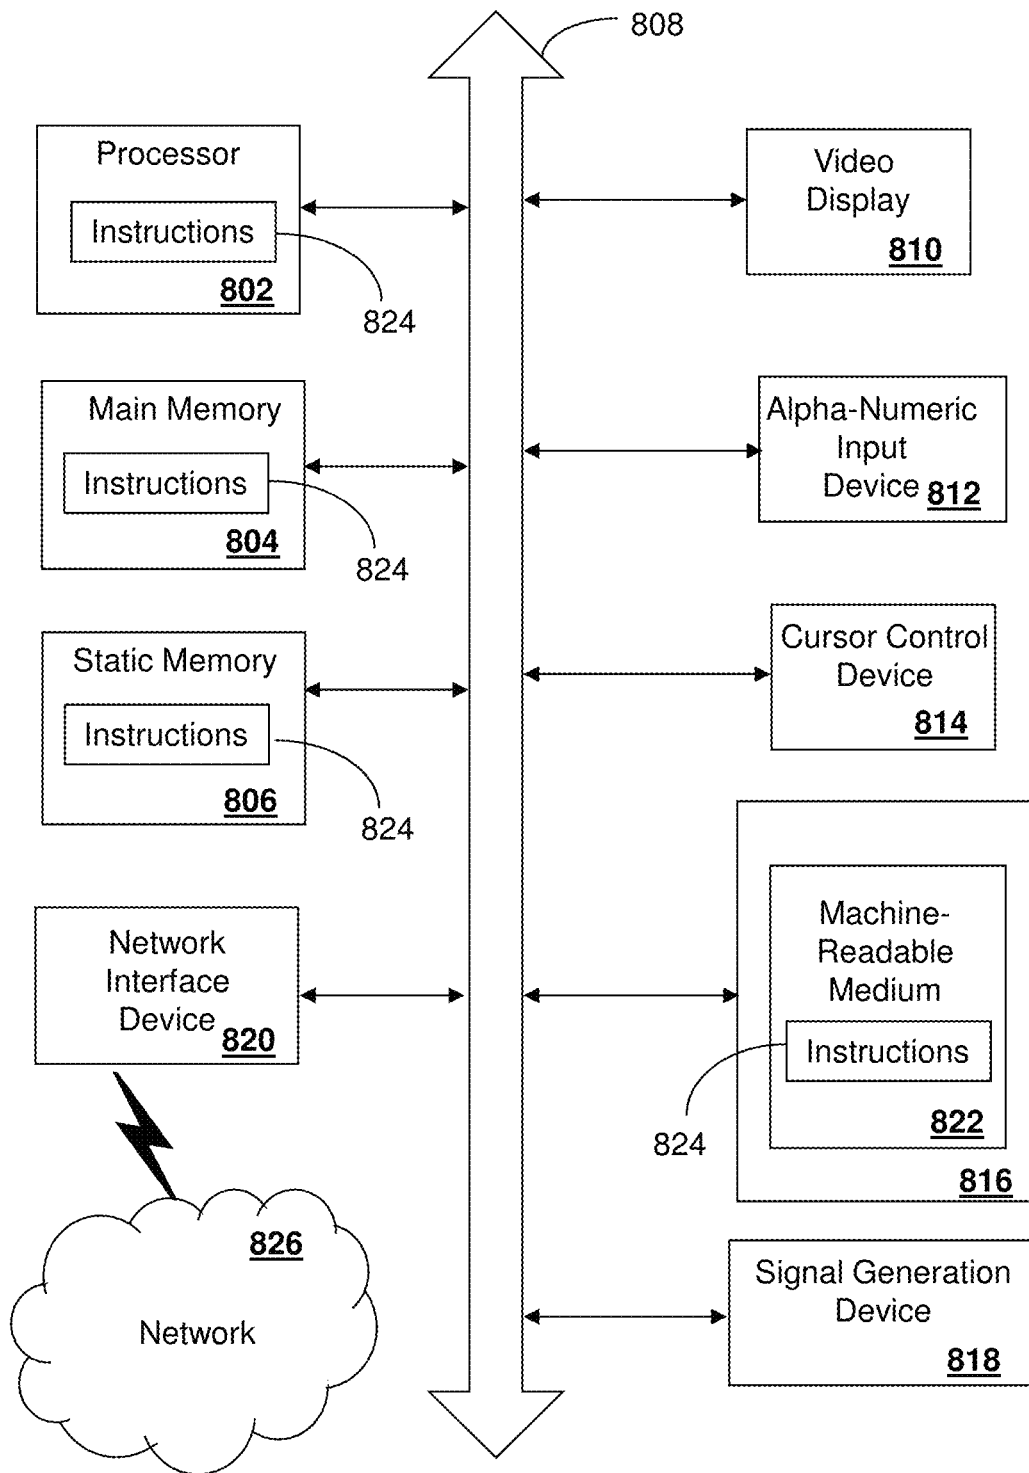 808
Processor
Instructions
802
824
Main Memory
Instructions
804
824
Static Memory
Instructions
806
824
Network
Interface
Device
820
826
Network
Video
Display
810
Alpha-Numeric
Input
Device
812
Cursor Control
Device
814
Machine-
Readable
Medium
Instructions
824
822
816
Signal Generation
Device
818